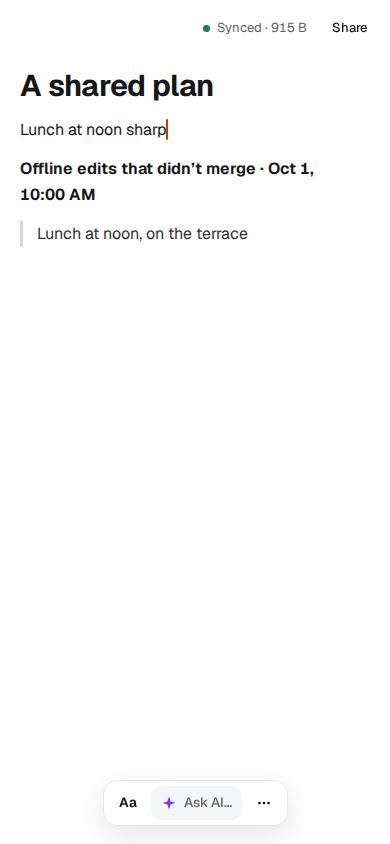 Synced · 915 B Share
A shared plan
Lunch at noon sharp
Offline edits that didn’t merge · Oct 1,
10:00 AM
Lunch at noon, on the terrace
Aa Ask AI... ···